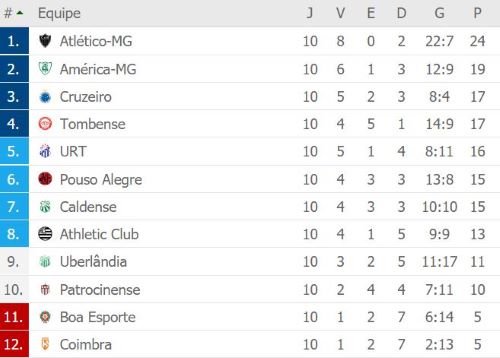 # Equipe J V E D G P
1. Atlético-MG 10 8 0 2 22:7 24
2. América-MG 10 6 1 3 12:9 19
3. Cruzeiro 10 5 2 3 8:4 17
4. Tombense 10 4 5 1 14:9 17
5. URT 10 5 1 4 8:11 16
6. Pouso Alegre 10 4 3 3 13:8 15
7. Caldense 10 4 3 3 10:10 15
8. Athletic Club 10 4 1 5 9:9 13
9. Uberlândia 10 3 2 5 11:17 11
10. Patrocinense 10 2 4 4 7:11 10
11. Boa Esporte 10 1 2 7 6:14 5
12. Coimbra 10 1 2 7 2:13 5